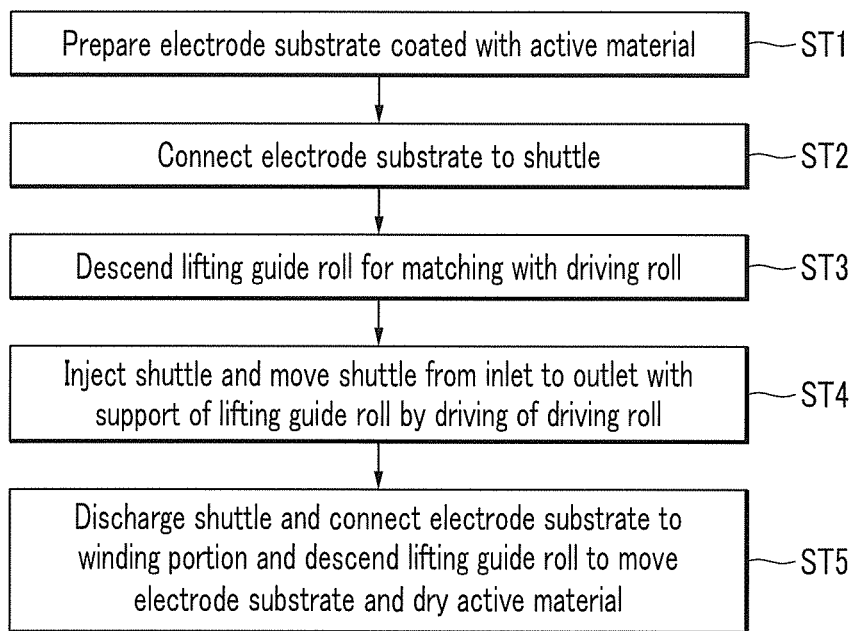 Prepare electrode substrate coated with active material
ST1
Connect electrode substrate to shuttle
ST2
Descend lifting guide roll for matching with driving roll
ST3
Inject shuttle and move shuttle from inlet to outlet with
support of lifting guide roll by driving of driving roll
ST4
Discharge shuttle and connect electrode substrate to
winding portion and descend lifting guide roll to move
electrode substrate and dry active material
ST5